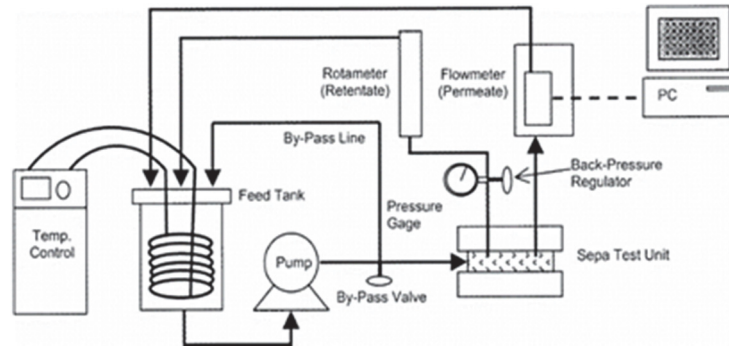 Rotameter
(Retentate)
Flowmeter
(Permeate)
PC
By-Pass Line
Back-Pressure
Regulator
Feed Tank
Pressure
Gage
Temp.
Control
Pump
Sepa Test Unit
By-Pass Valve